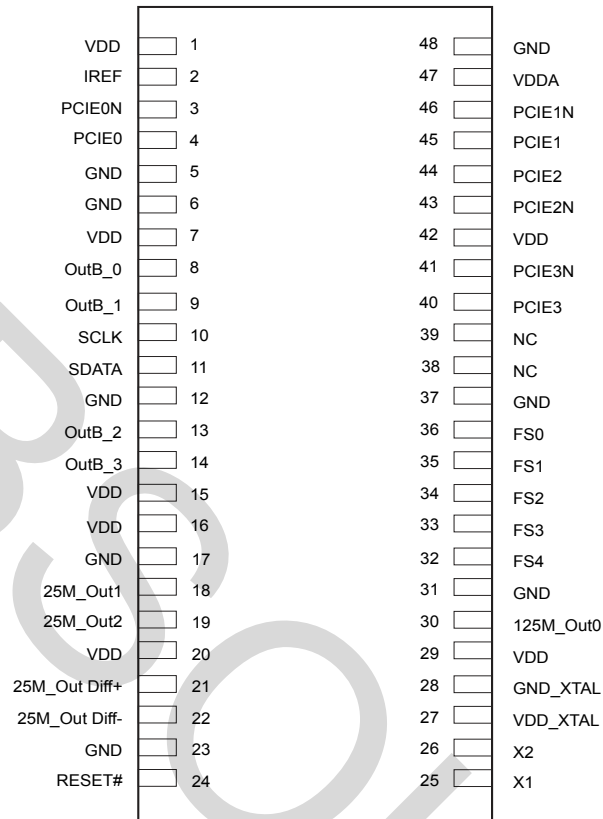 VDD 1 48 GND
IREF 2 47 VDDA
PCIE0N 3 46 PCIE1N
PCIE0 4 45 PCIE1
GND 5 44 PCIE2
GND 6 43 PCIE2N
VDD 7 42 VDD
OutB_0 8 41 PCIE3N
OutB_1 9 40 PCIE3
SCLK 10 39 NC
SDATA 11 38 NC
GND 12 37 GND
OutB_2 13 36 FS0
OutB_3 14 35 FS1
VDD 15 34 FS2
VDD 16 33 FS3
GND 17 32 FS4
25M_Out1 18 31 GND
25M_Out2 19 30 125M_Out0
VDD 20 29 VDD
25M_Out Diff+ 21 28 GND_XTAL
25M_Out Diff- 22 27 VDD_XTAL
GND 23 26 X2
RESET# 24 25 X1